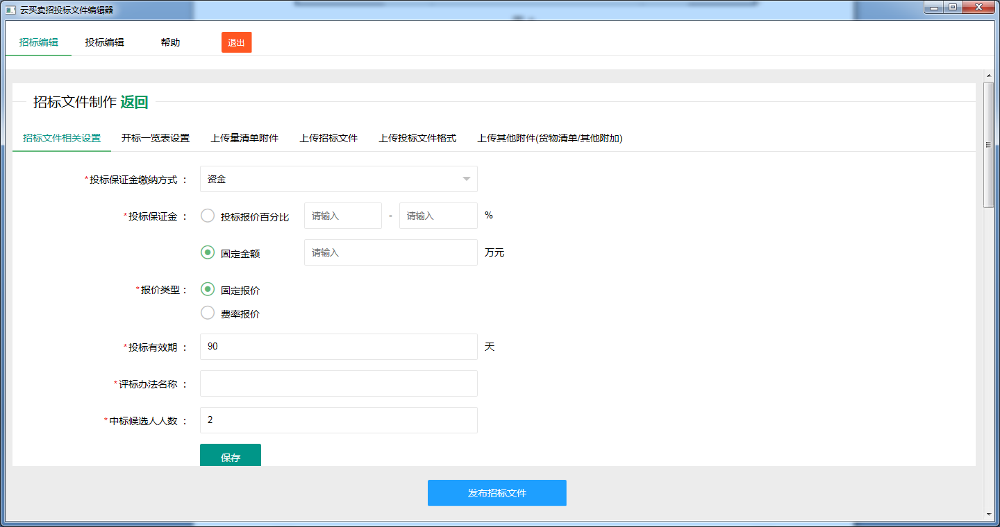 云买卖招投标文件编辑器
招标编辑 投标编辑 帮助 退出
招标文件制作 返回
招标文件相关设置 开标一览表设置 上传量清单附件 上传招标文件 上传投标文件格式 上传其他附件(货物清单/其他附加)
*投标保证金缴纳方式 : 资金
*投标保证金 : 投标报价百分比 请输入 - 请输入 %
固定金额 请输入 万元
*报价类型 : 固定报价
费率报价
*投标有效期 : 90 天
*评标办法名称 :
*中标候选人人数 : 2
保存
发布招标文件